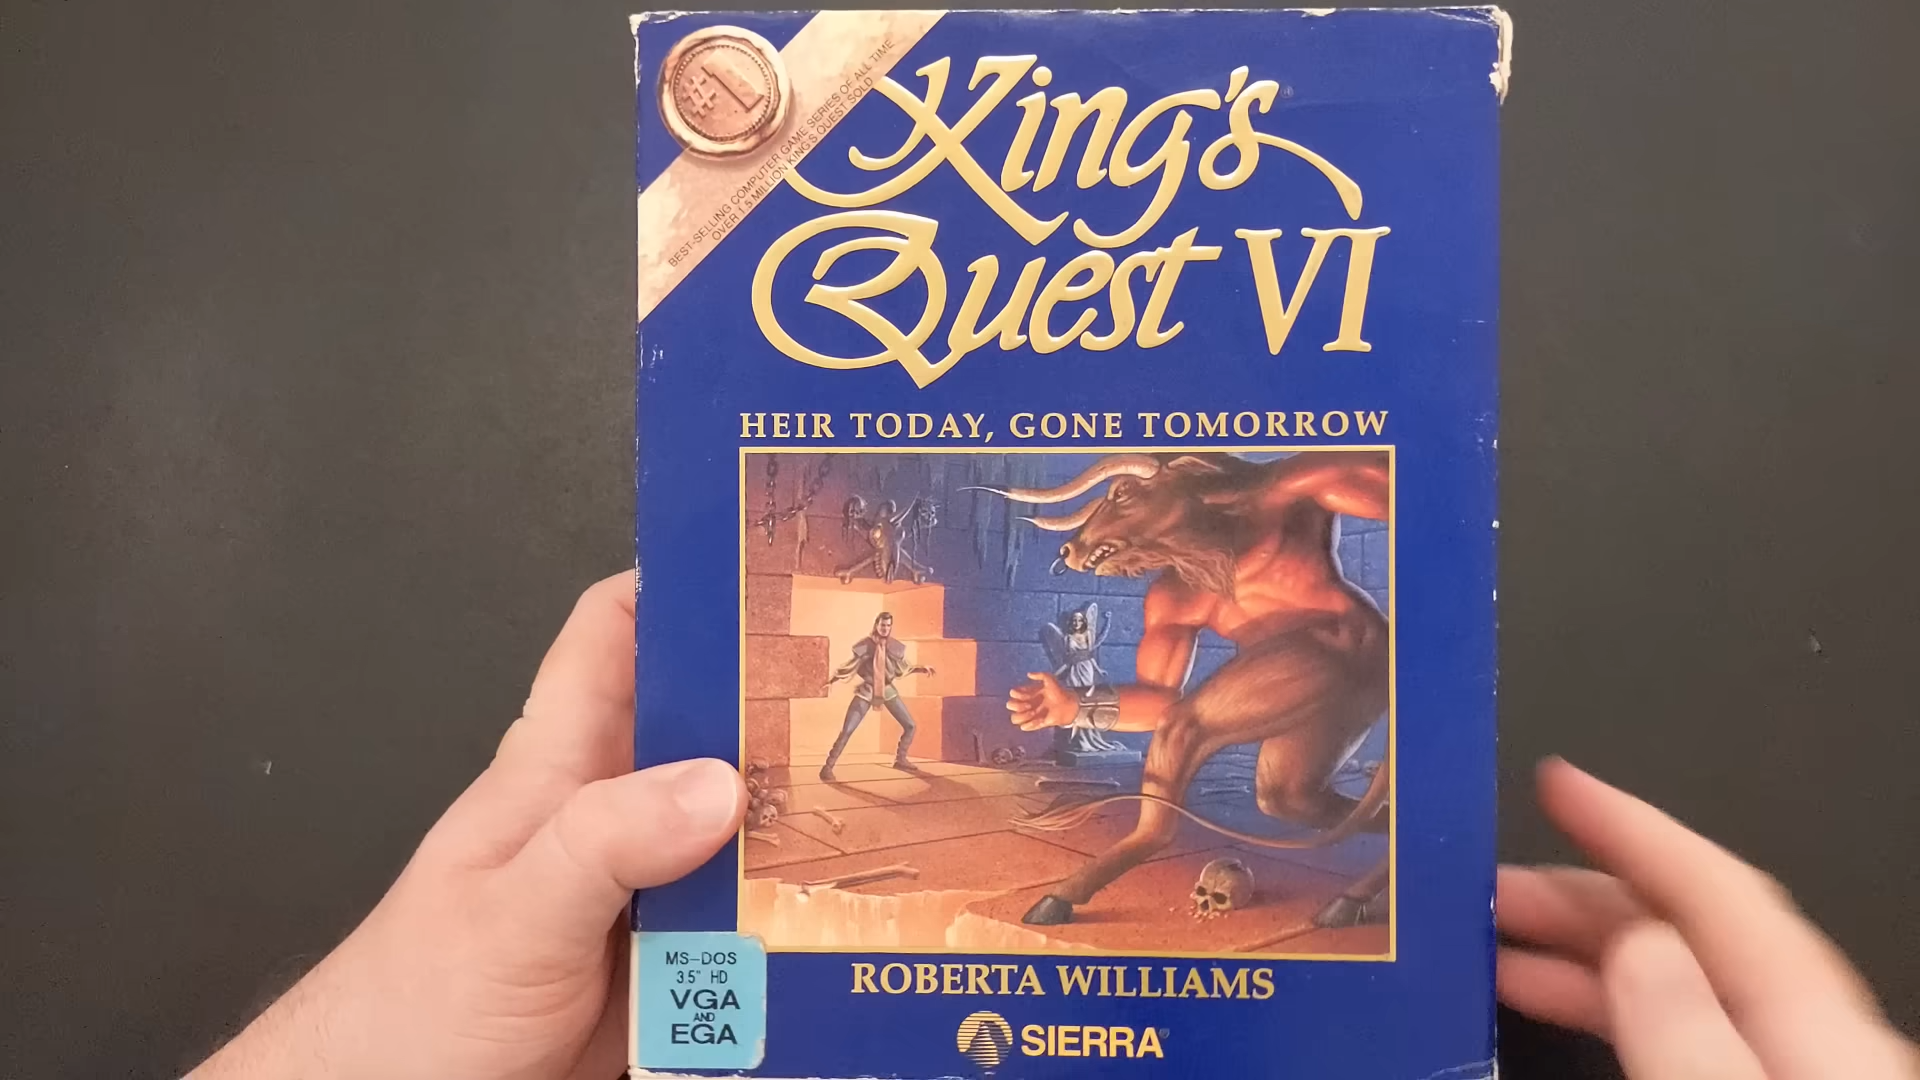 #1
BEST-SELLING COMPUTER GAME SERIES OF ALL TIME
OVER 1.5 MILLION KING'S QUEST SOLD
King's
Quest VI
HEIR TODAY, GONE TOMORROW
MS-DOS
3.5" HD
VGA
AND
EGA
ROBERTA WILLIAMS
SIERRA®